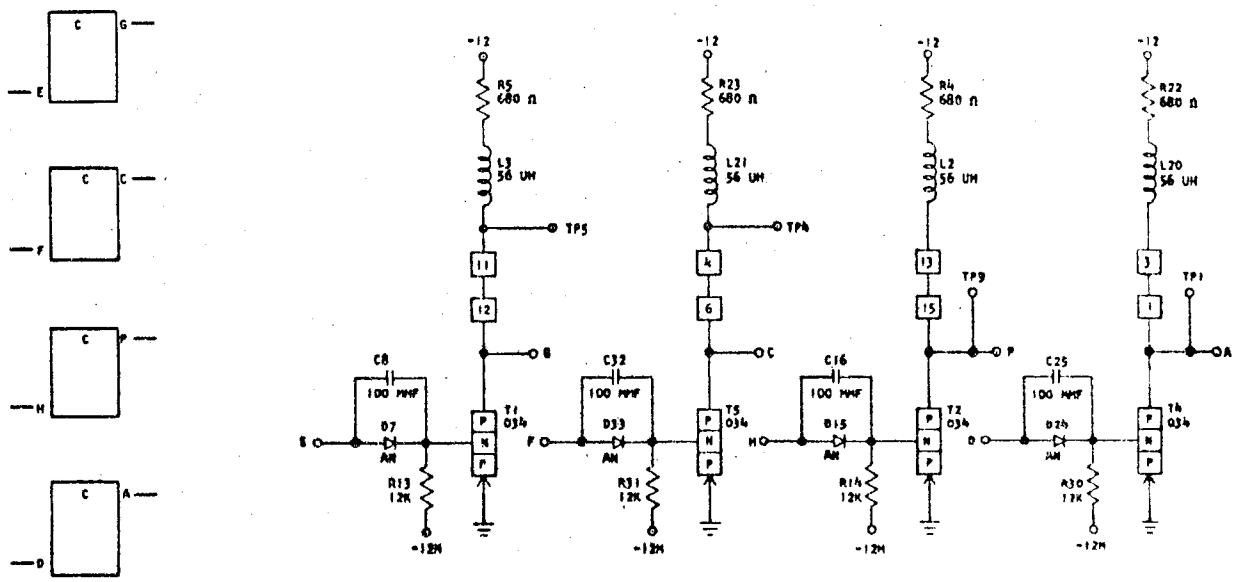 C G
E
C C
F
C P
H
C A
D
-12
R5
680 Ω
L3
56 UH
TP5
11
12
G
C8
100 MMF
D7
AN
T1
034
P
N
P
R13
12K
-12M
-12
R23
680 Ω
L21
56 UH
TP4
4
6
C
C32
100 MMF
F
D33
AN
T5
034
P
N
P
R31
12K
-12M
-12
R4
680 Ω
L2
56 UH
13
TP9
15
P
C16
100 MMF
H
D15
AN
T2
034
P
N
P
R14
12K
-12M
-12
R22
680 Ω
L20
56 UH
3
TP1
1
A
C25
100 MMF
D
D24
AN
T4
034
P
N
P
R30
12K
-12M